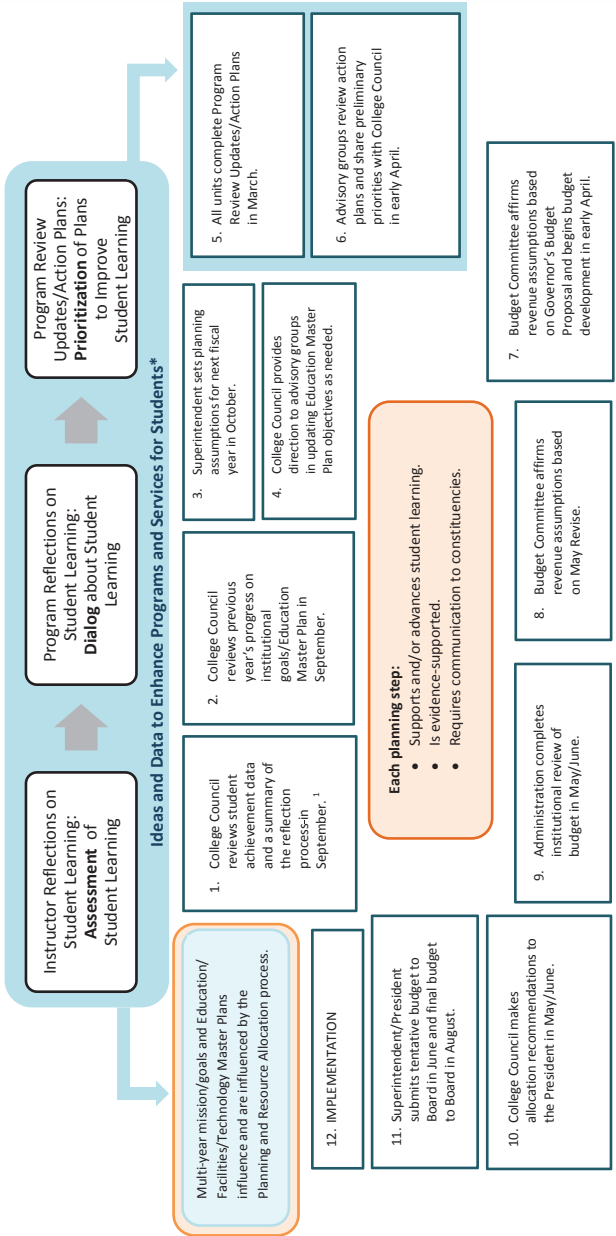 Instructor Reflections on
Student Learning:
Assessment of
Student Learning
Program Reflections on
Student Learning:
Dialog about Student
Learning
Program Review
Updates/Action Plans:
Prioritization of Plans
to Improve
Student Learning
Ideas and Data to Enhance Programs and Services for Students*
Multi-year mission/goals and Education/
Facilities/Technology Master Plans
influence and are influenced by the
Planning and Resource Allocation process.
1. College Council
reviews student
achievement data
and a summary of
the reflection
process-in
September. 1
2. College Council
reviews previous
year's progress on
institutional
goals/Education
Master Plan in
September.
3. Superintendent sets planning
assumptions for next fiscal
year in October.
4. College Council provides
direction to advisory groups
in updating Education Master
Plan objectives as needed.
5. All units complete Program
Review Updates/Action Plans
in March.
6. Advisory groups review action
plans and share preliminary
priorities with College Council
in early April.
Each planning step:
• Supports and/or advances student learning.
• Is evidence-supported.
• Requires communication to constituencies.
7. Budget Committee affirms
revenue assumptions based
on Governor's Budget
Proposal and begins budget
development in early April.
8. Budget Committee affirms
revenue assumptions based
on May Revise.
9. Administration completes
institutional review of
budget in May/June.
10. College Council makes
allocation recommendations to
the President in May/June.
11. Superintendent/President
submits tentative budget to
Board in June and final budget
to Board in August.
12. IMPLEMENTATION